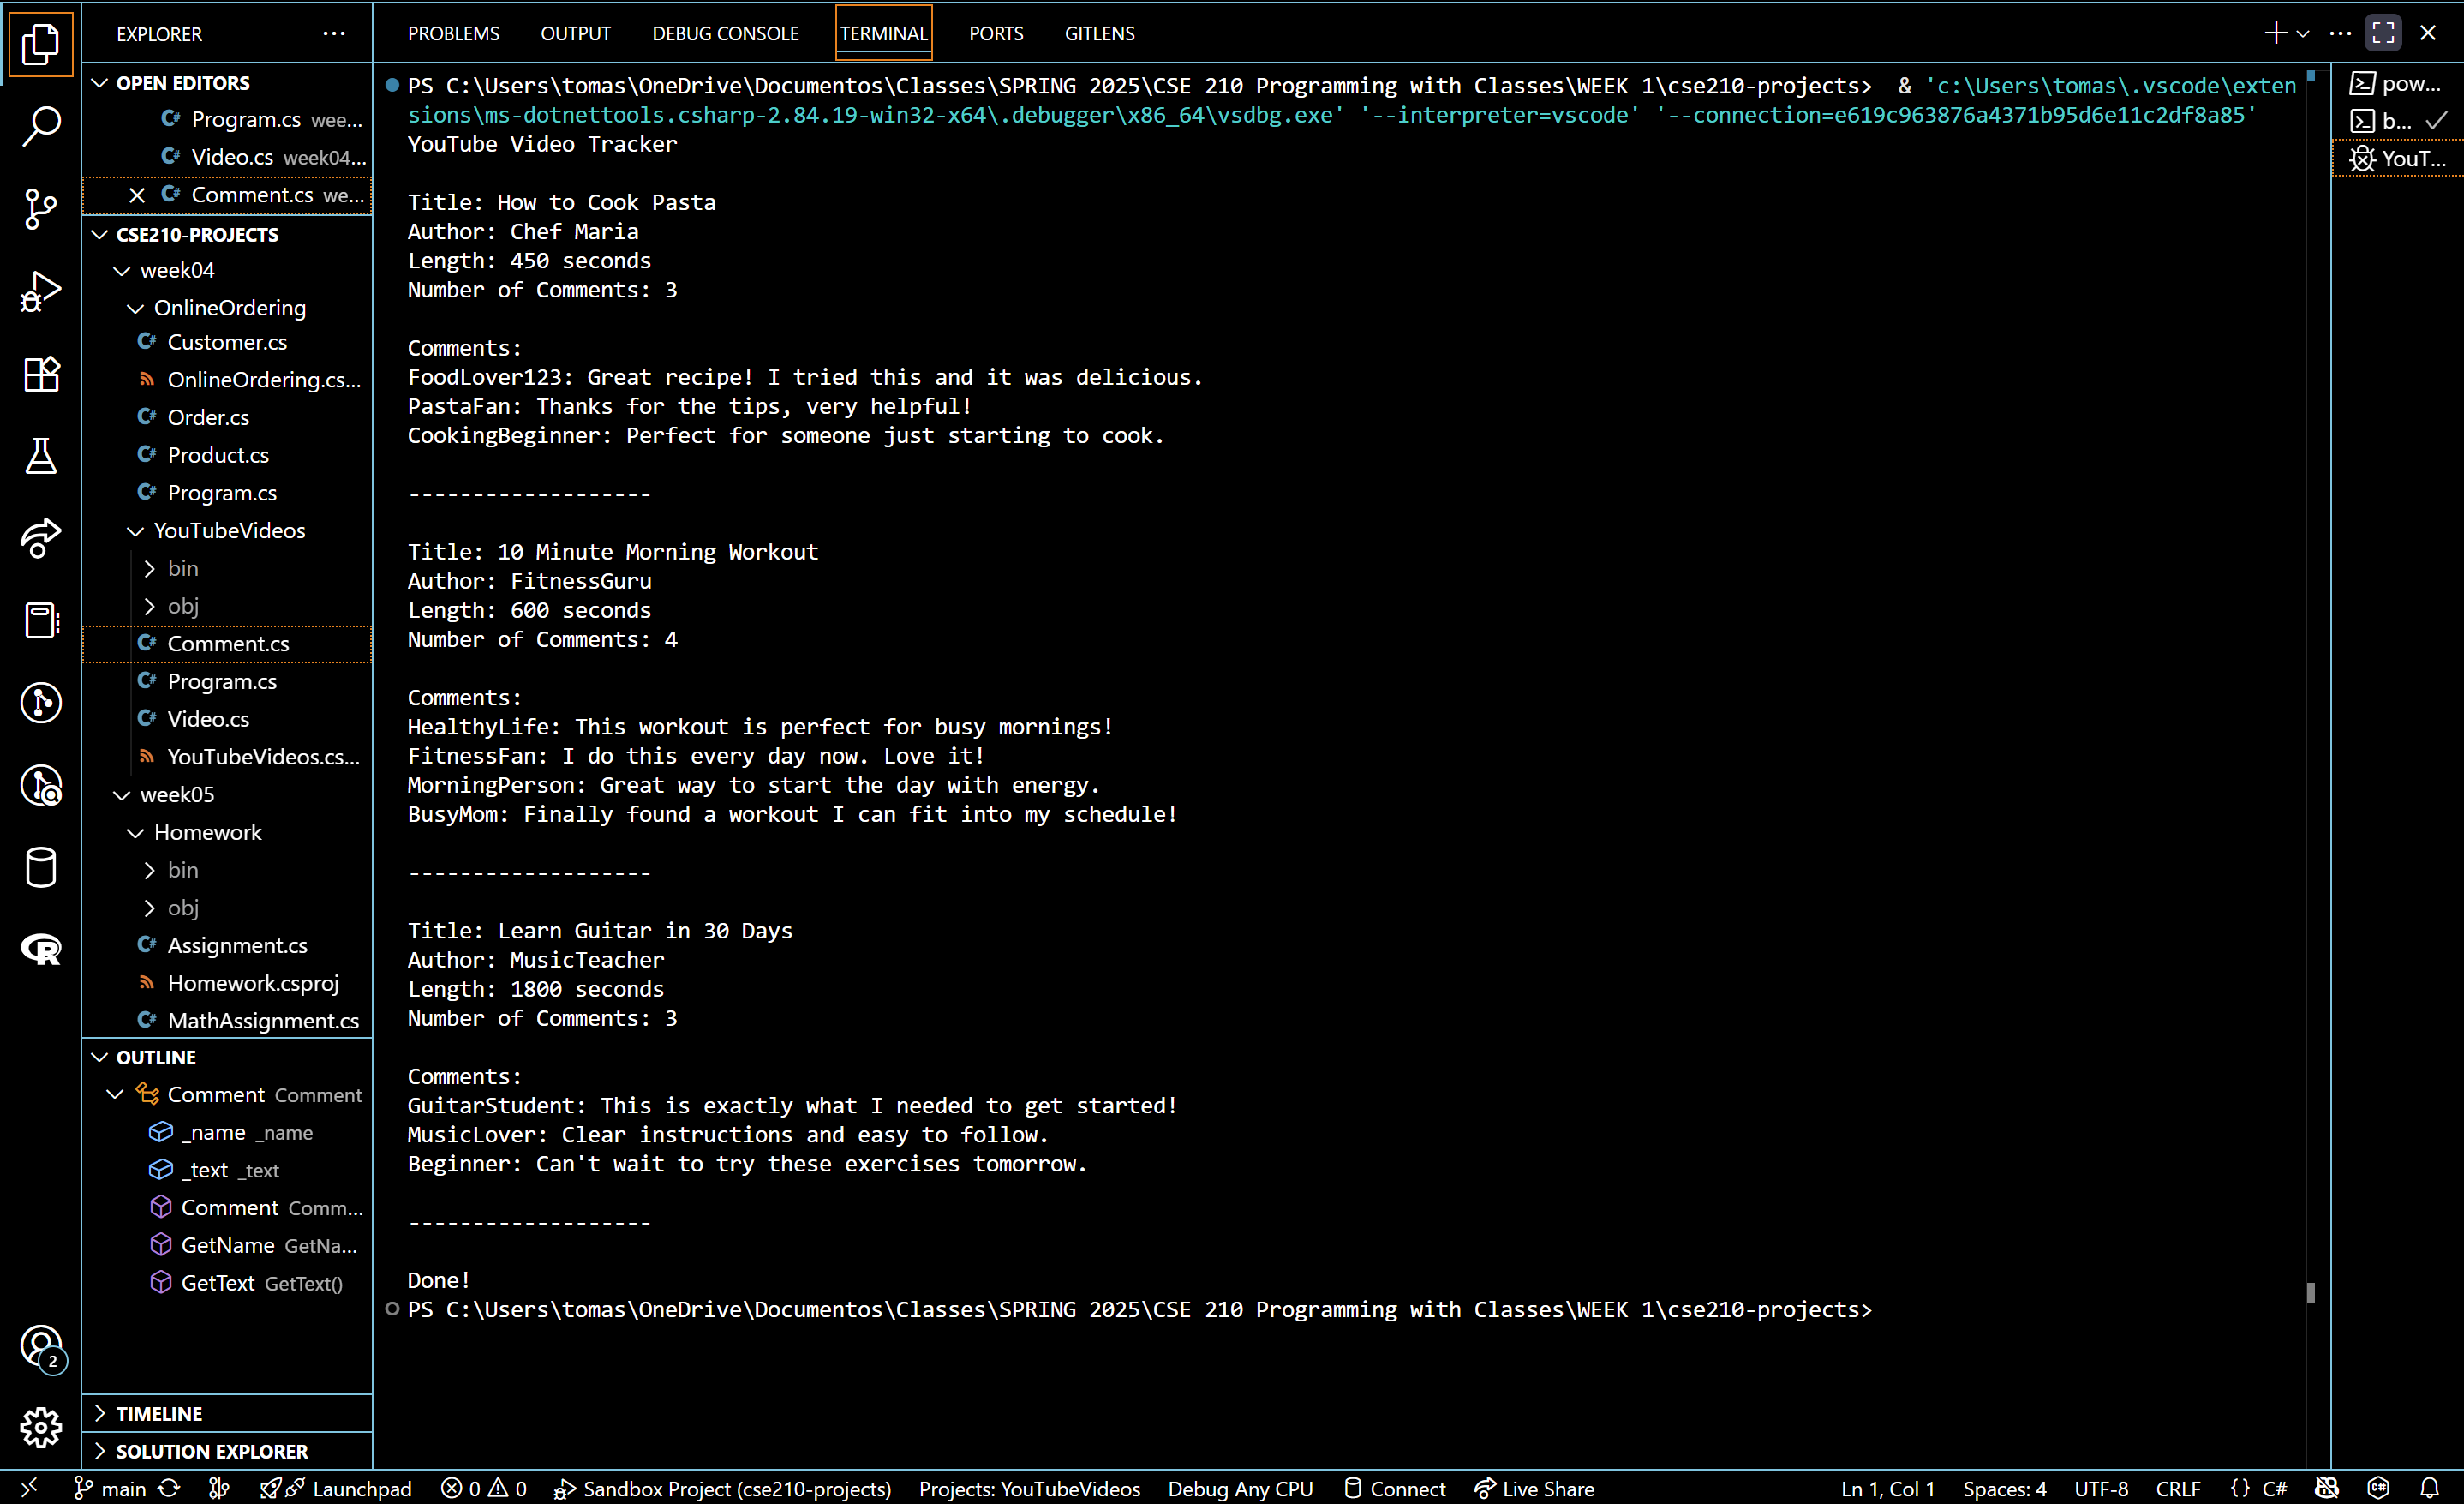 EXPLORER
PROBLEMS OUTPUT DEBUG CONSOLE TERMINAL PORTS GITLENS
OPEN EDITORS
Program.cs wee...
Video.cs week04...
Comment.cs we...
CSE210-PROJECTS
week04
OnlineOrdering
Customer.cs
OnlineOrdering.cs...
Order.cs
Product.cs
Program.cs
YouTubeVideos
bin
obj
Comment.cs
Program.cs
Video.cs
YouTubeVideos.cs...
week05
Homework
bin
obj
Assignment.cs
Homework.csproj
MathAssignment.cs
OUTLINE
Comment Comment
_name _name
_text _text
Comment Comm...
GetName GetNa...
GetText GetText()
TIMELINE
SOLUTION EXPLORER
PS C:\Users\tomas\OneDrive\Documentos\Classes\SPRING 2025\CSE 210 Programming with Classes\WEEK 1\cse210-projects>  & 'c:\Users\tomas\.vscode\exten
sions\ms-dotnettools.csharp-2.84.19-win32-x64\.debugger\x86_64\vsdbg.exe' '--interpreter=vscode' '--connection=e619c963876a4371b95d6e11c2df8a85'
YouTube Video Tracker
Title: How to Cook Pasta
Author: Chef Maria
Length: 450 seconds
Number of Comments: 3
Comments:
FoodLover123: Great recipe! I tried this and it was delicious.
PastaFan: Thanks for the tips, very helpful!
CookingBeginner: Perfect for someone just starting to cook.
-------------------
Title: 10 Minute Morning Workout
Author: FitnessGuru
Length: 600 seconds
Number of Comments: 4
Comments:
HealthyLife: This workout is perfect for busy mornings!
FitnessFan: I do this every day now. Love it!
MorningPerson: Great way to start the day with energy.
BusyMom: Finally found a workout I can fit into my schedule!
-------------------
Title: Learn Guitar in 30 Days
Author: MusicTeacher
Length: 1800 seconds
Number of Comments: 3
Comments:
GuitarStudent: This is exactly what I needed to get started!
MusicLover: Clear instructions and easy to follow.
Beginner: Can't wait to try these exercises tomorrow.
-------------------
Done!
PS C:\Users\tomas\OneDrive\Documentos\Classes\SPRING 2025\CSE 210 Programming with Classes\WEEK 1\cse210-projects>
pow...
b...
YouT...
2
main Launchpad 0 0 Sandbox Project (cse210-projects) Projects: YouTubeVideos Debug Any CPU Connect Live Share Ln 1, Col 1 Spaces: 4 UTF-8 CRLF {} C#